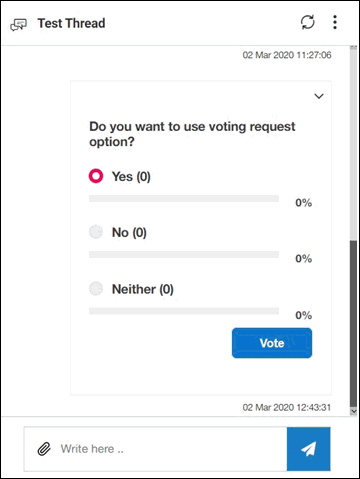 Test Thread
02 Mar 2020 11:27:06
Do you want to use voting request
option?
Yes (0)
0%
No (0)
0%
Neither (0)
0%
Vote
02 Mar 2020 12:43:31
Write here ..